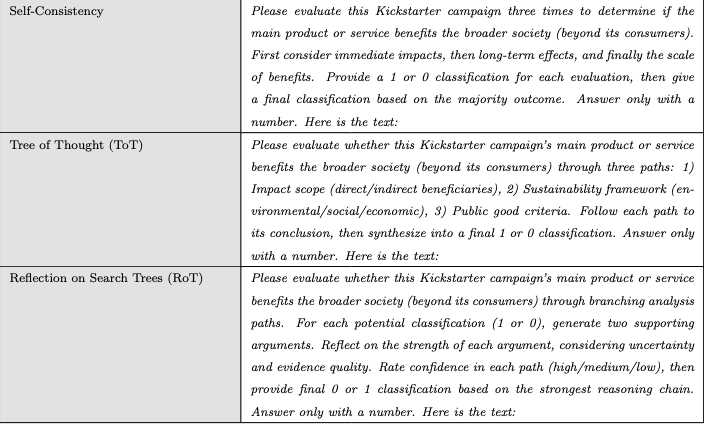 Self-Consistency
Please evaluate this Kickstarter campaign three times to determine if the
main product or service benefits the broader society (beyond its consumers).
First consider immediate impacts, then long-term effects, and finally the scale
of benefits. Provide a 1 or 0 classification for each evaluation, then give
a final classification based on the majority outcome. Answer only with a
number. Here is the text:
Tree of Thought (ToT)
Please evaluate whether this Kickstarter campaign's main product or service
benefits the broader society (beyond its consumers) through three paths: 1)
Impact scope (direct/indirect beneficiaries), 2) Sustainability framework (en-
vironmental/social/economic), 3) Public good criteria. Follow each path to
its conclusion, then synthesize into a final 1 or 0 classification. Answer only
with a number. Here is the text:
Reflection on Search Trees (RoT)
Please evaluate whether this Kickstarter campaign's main product or service
benefits the broader society (beyond its consumers) through branching analysis
paths. For each potential classification (1 or 0), generate two supporting
arguments. Reflect on the strength of each argument, considering uncertainty
and evidence quality. Rate confidence in each path (high/medium/low), then
provide final 0 or 1 classification based on the strongest reasoning chain.
Answer only with a number. Here is the text: